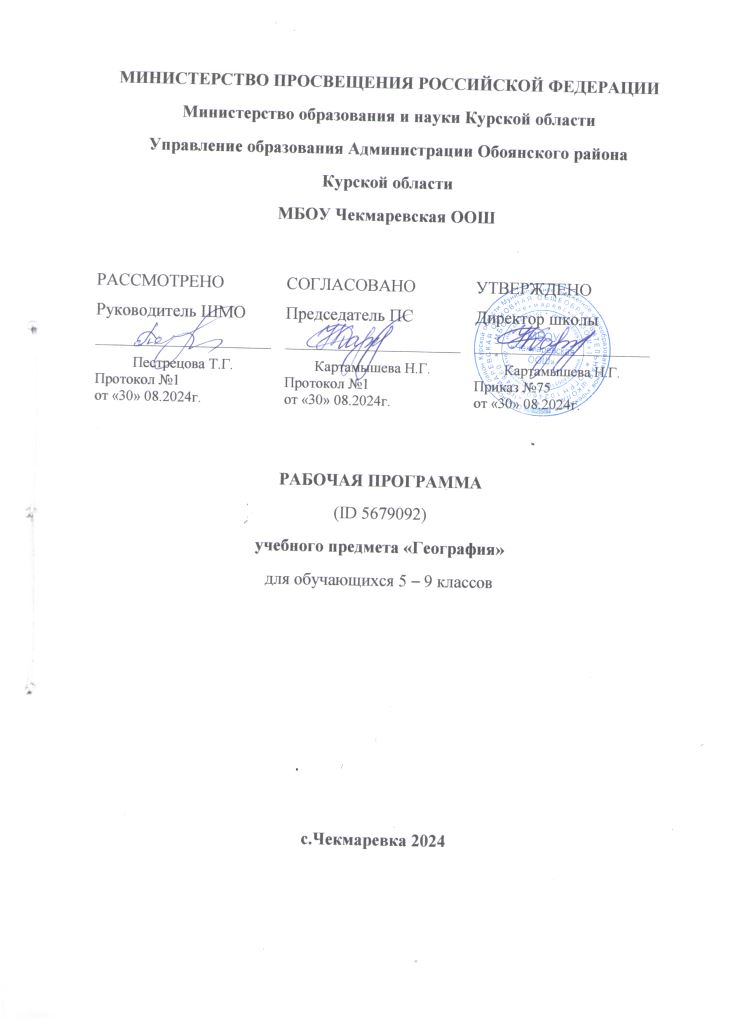 МИНИСТЕРСТВО ПРОСВЕЩЕНИЯ РОССИЙСКОЙ ФЕДЕРАЦИИ
Министерство образования и науки Курской области
Управление образования Администрации Обоянского района
Курской области
МБОУ Чекмаревская ООШ
РАССМОТРЕНО
Руководитель ШМО
Пестрецова Т.Г.
Протокол №1
от «30» 08.2024г.
СОГЛАСОВАНО
Председатель ПС
Картамышева Н.Г.
Протокол №1
от «30» 08.2024г.
УТВЕРЖДЕНО
Директор школы
Картамышева Н.Г.
Приказ №75
от «30» 08.2024г.
РАБОЧАЯ ПРОГРАММА
(ID 5679092)
учебного предмета «География»
для обучающихся 5 – 9 классов
с.Чекмаревка 2024